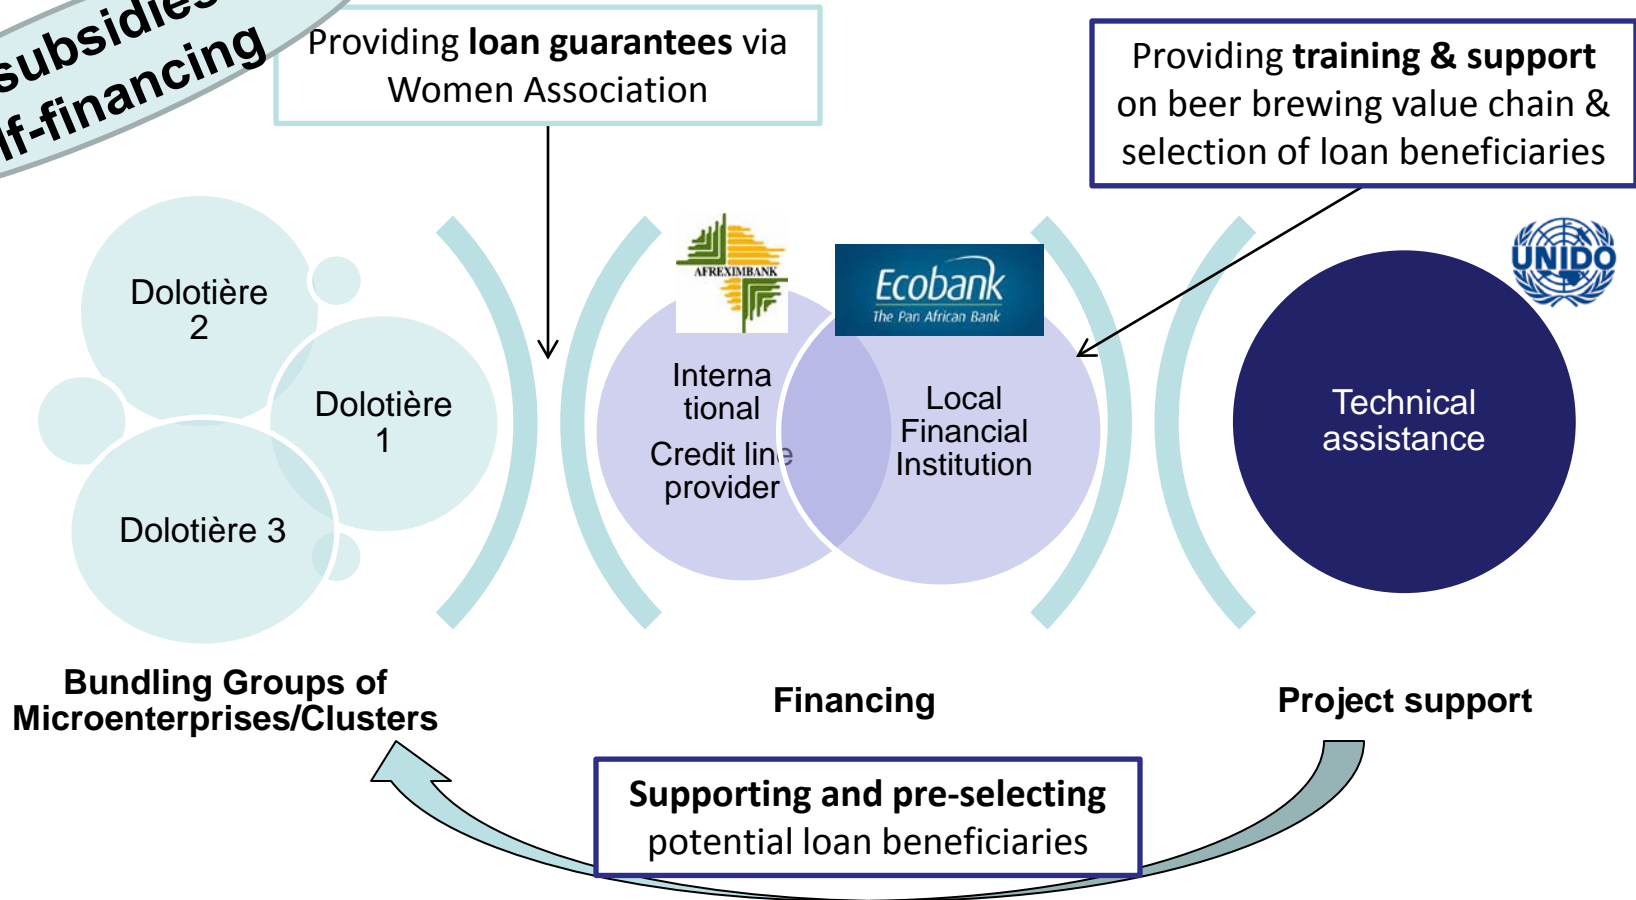 subsidies
lf-financing
Providing loan guarantees via
Women Association
Providing training & support
on beer brewing value chain &
selection of loan beneficiaries
Dolotière
2
Dolotière
1
Dolotière 3
AFREXIMBANK
Interna
tional
Credit line
provider
Ecobank
The Pan African Bank
Local
Financial
Institution
UNIDO
Technical
assistance
Bundling Groups of
Microenterprises/Clusters
Financing
Project support
Supporting and pre-selecting
potential loan beneficiaries